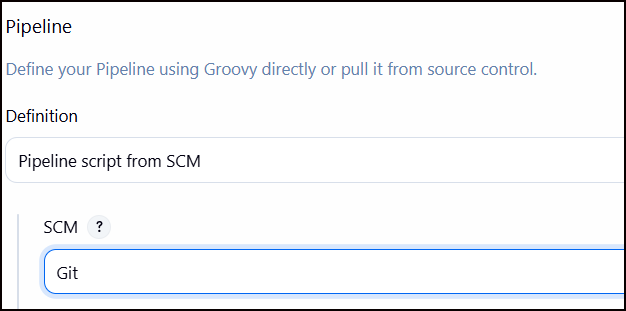 Pipeline
Define your Pipeline using Groovy directly or pull it from source control.
Definition
Pipeline script from SCM
SCM ?
Git